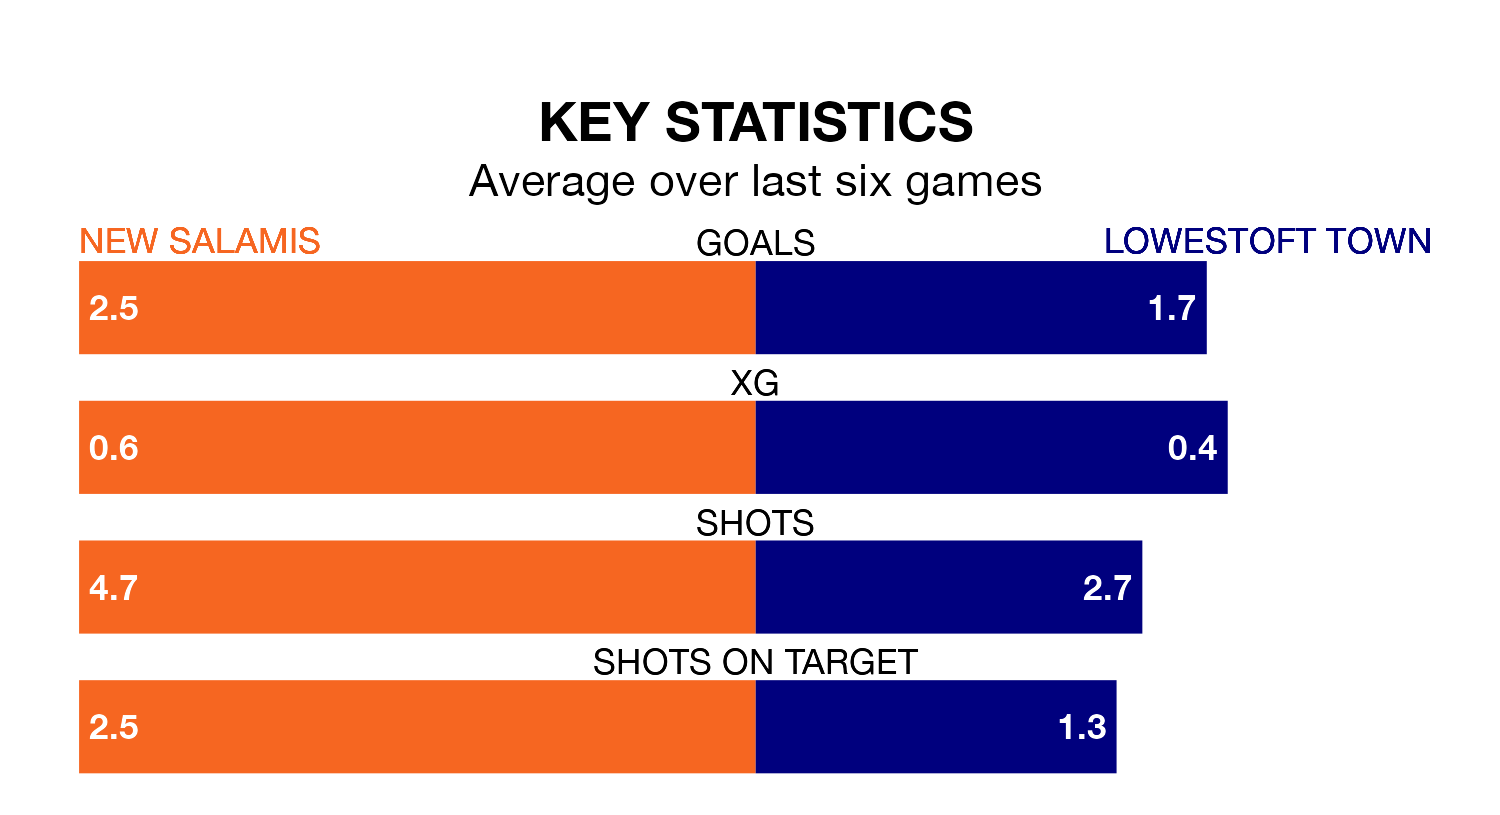 KEY STATISTICS
Average over last six games
NEW SALAMIS GOALS LOWESTOFT TOWN
2.5 1.7
XG
0.6 0.4
SHOTS
4.7 2.7
SHOTS ON TARGET
2.5 1.3